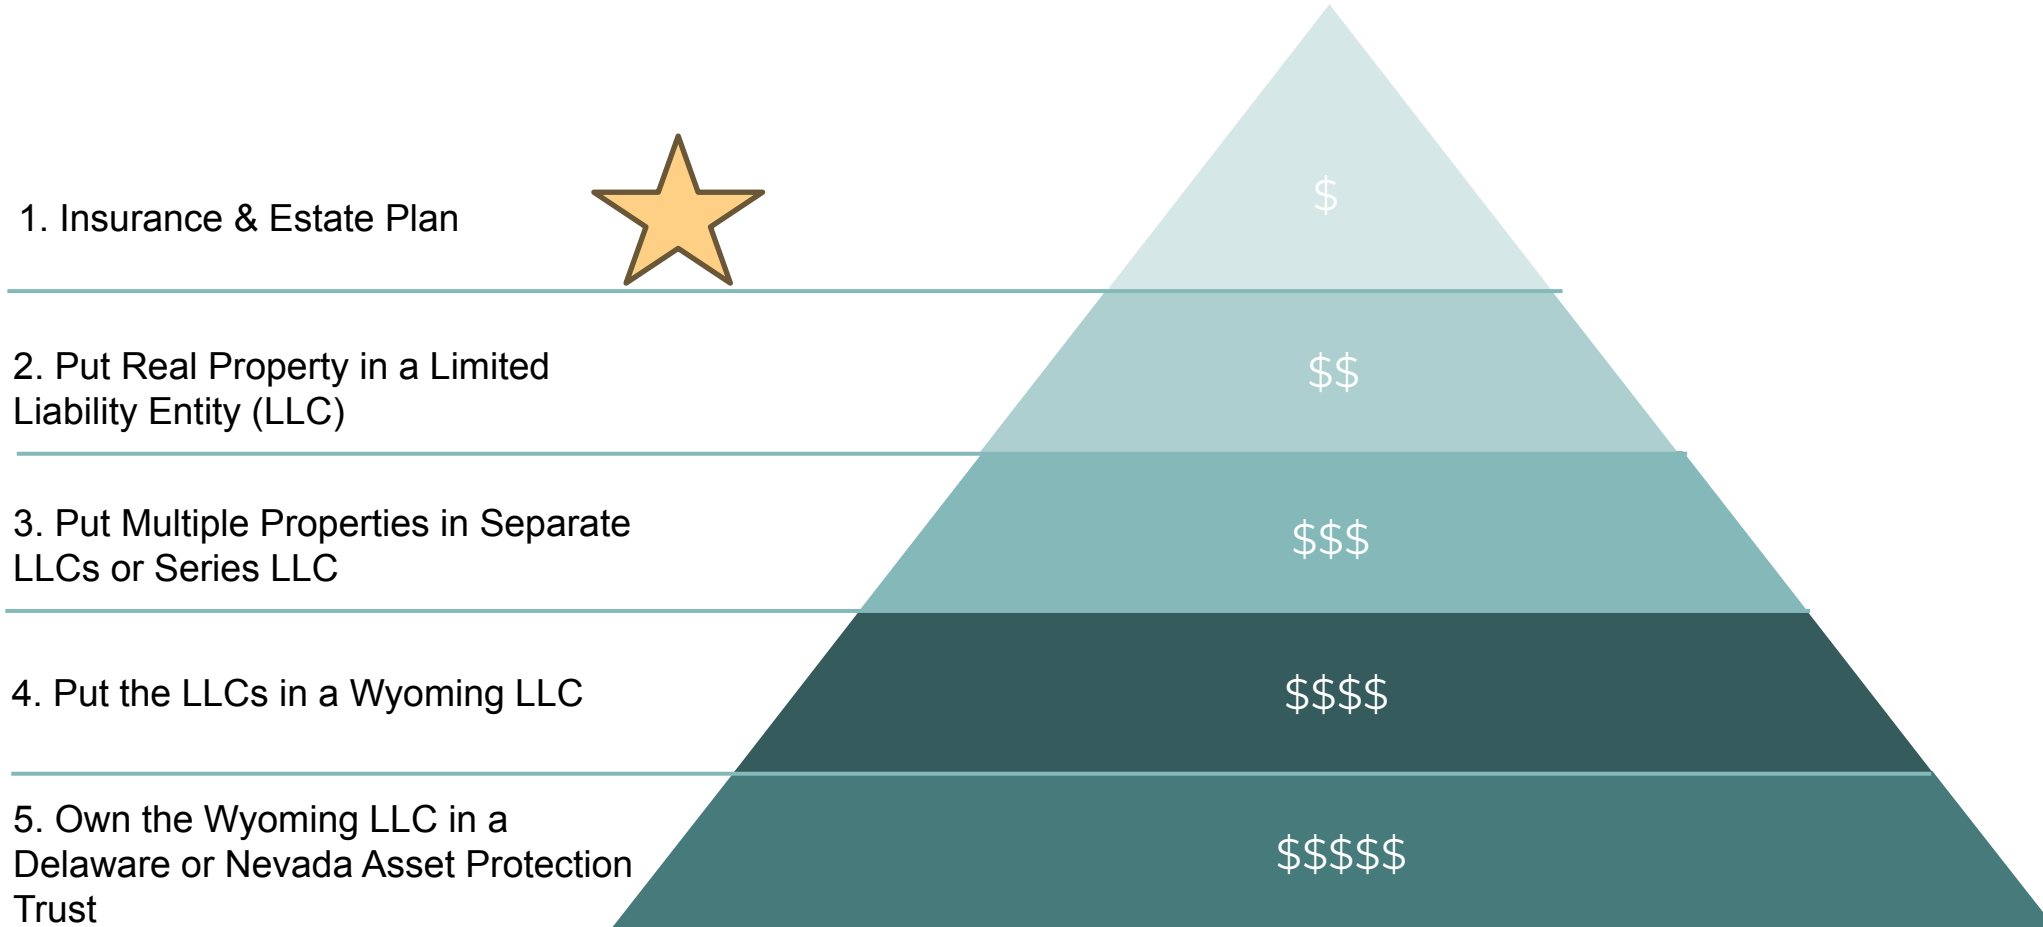 $
1. Insurance & Estate Plan
2. Put Real Property in a Limited
Liability Entity (LLC)
$$
3. Put Multiple Properties in Separate
LLCs or Series LLC
$$$
4. Put the LLCs in a Wyoming LLC
$$$$
5. Own the Wyoming LLC in a
Delaware or Nevada Asset Protection
Trust
$$$$$